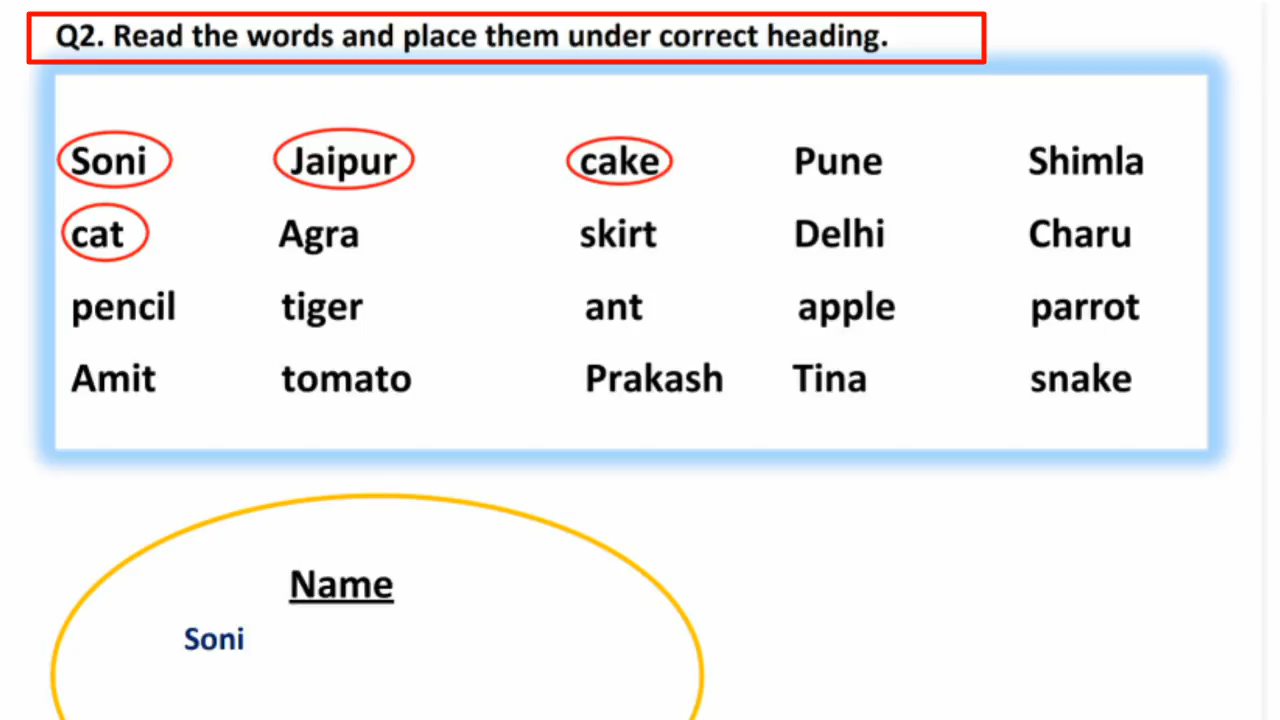 Q2. Read the words and place them under correct heading.
Soni Jaipur cake Pune Shimla
cat Agra skirt Delhi Charu
pencil tiger ant apple parrot
Amit tomato Prakash Tina snake
Name
Soni